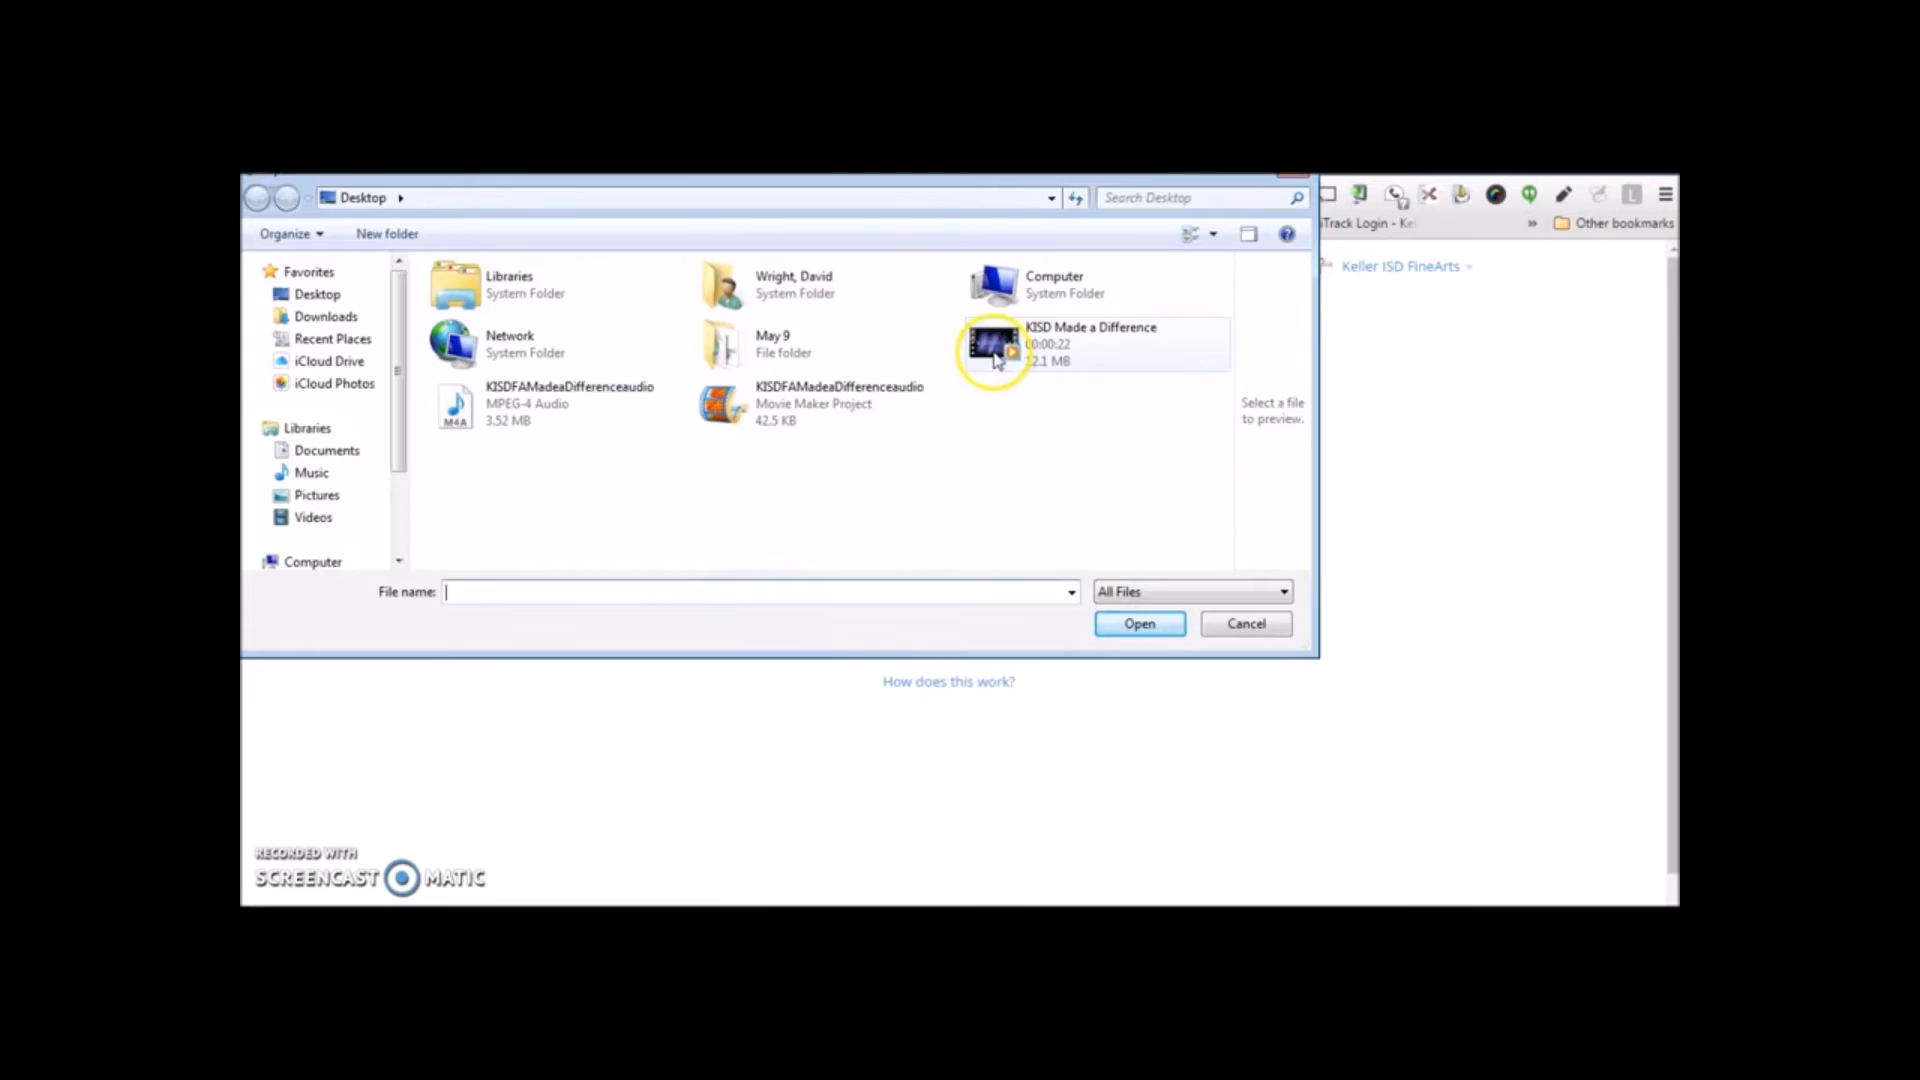 Desktop
Search Desktop
Organize
New folder
iTrack Login - Kel
»
Other bookmarks
Keller ISD FineArts
Favorites
Desktop
Downloads
Recent Places
iCloud Drive
iCloud Photos
Libraries
Documents
Music
Pictures
Videos
Computer
Libraries
System Folder
Wright, David
System Folder
Computer
System Folder
Network
System Folder
May 9
File folder
KISD Made a Difference
00:00:22
12.1 MB
M4A
KISDFAMadeaDifferenceaudio
MPEG-4 Audio
3.52 MB
KISDFAMadeaDifferenceaudio
Movie Maker Project
42.5 KB
Select a file
to preview.
File name:
All Files
Open
Cancel
How does this work?
RECORDED WITH
SCREENCAST MATIC